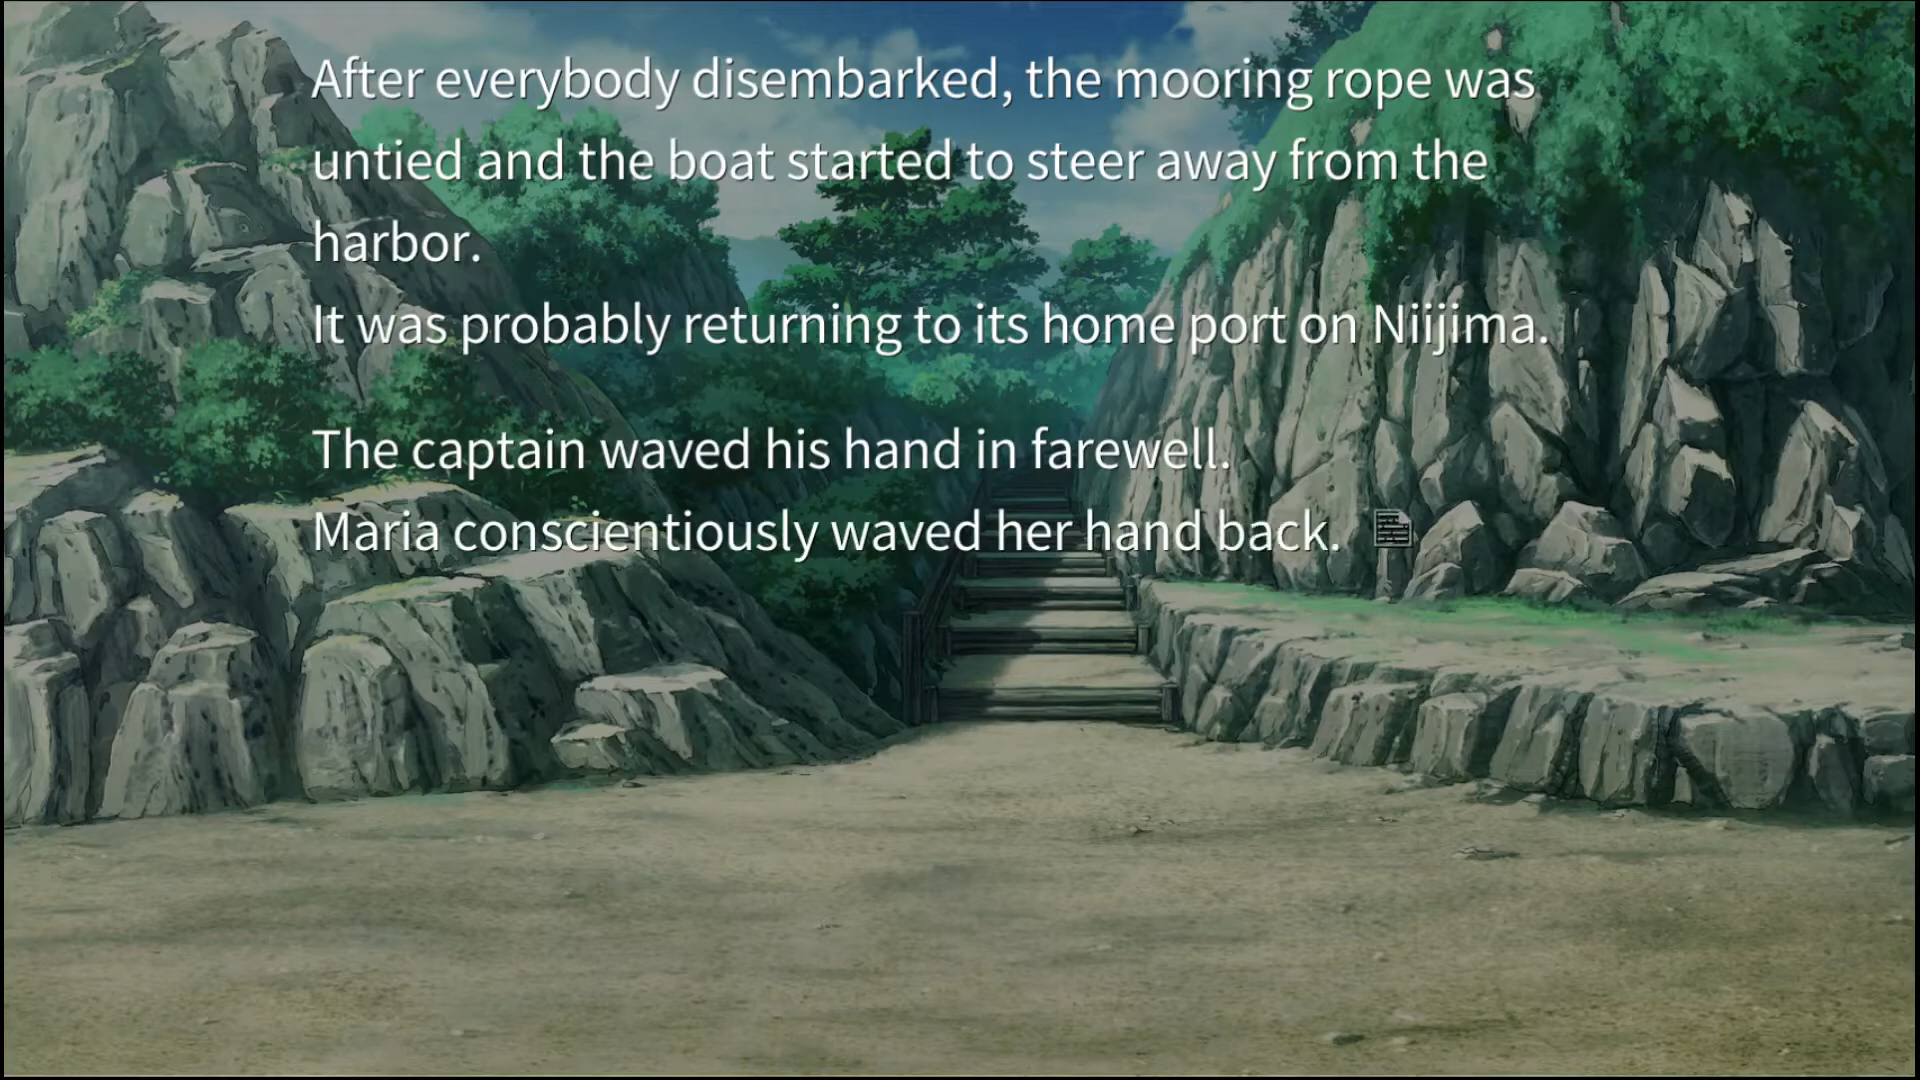 After everybody disembarked, the mooring rope was
untied and the boat started to steer away from the
harbor.
It was probably returning to its home port on Niijima.
The captain waved his hand in farewell.
Maria conscientiously waved her hand back.